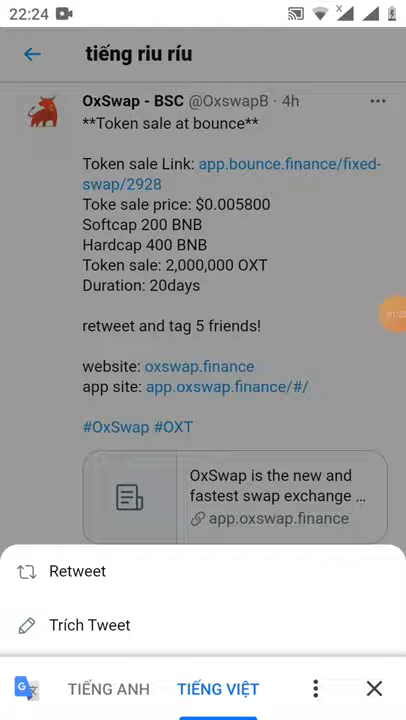 22:24
tiếng riu ríu
OxSwap - BSC @OxswapB · 4h
**Token sale at bounce**
Token sale Link: app.bounce.finance/fixed-
swap/2928
Toke sale price: $0.005800
Softcap 200 BNB
Hardcap 400 BNB
Token sale: 2,000,000 OXT
Duration: 20days
retweet and tag 5 friends!
website: oxswap.finance
app site: app.oxswap.finance/#/
#OxSwap #OXT
OxSwap is the new and
fastest swap exchange ...
app.oxswap.finance
Retweet
Trích Tweet
TIẾNG ANH
TIẾNG VIỆT